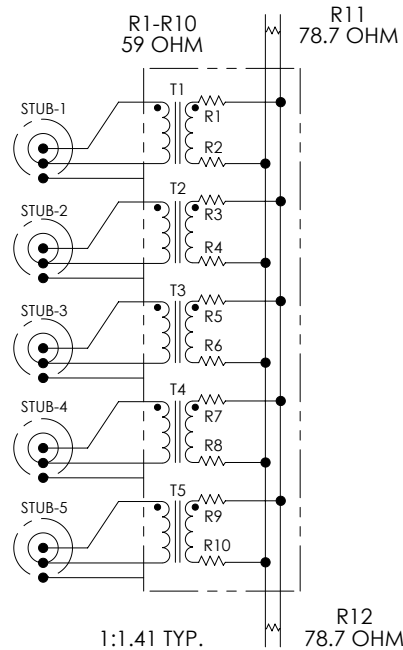 R1-R10
59 OHM
R11
78.7 OHM
STUB-1
T1
R1
R2
STUB-2
T2
R3
R4
STUB-3
T3
R5
R6
STUB-4
T4
R7
R8
STUB-5
T5
R9
R10
1:1.41 TYP.
R12
78.7 OHM